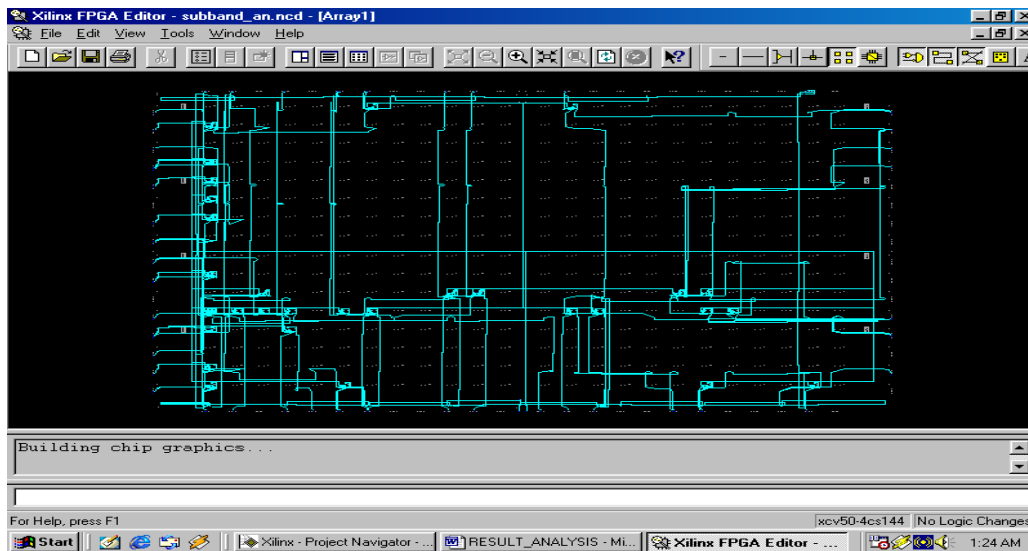 Xilinx FPGA Editor - subband_an.ncd - [Array1]
File Edit View Tools Window Help
Building chip graphics...
For Help, press F1
xcv50-4cs144 No Logic Changes
Start Xilinx - Project Navigator - ... RESULT_ANALYSIS - Mi... Xilinx FPGA Editor - ... 1:24 AM